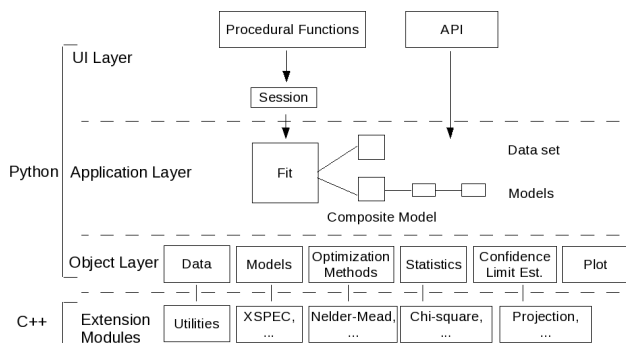 Procedural Functions
API
UI Layer
Session
Python
Application Layer
Fit
Data set
Models
Composite Model
Object Layer
Data
Models
Optimization
Methods
Statistics
Confidence
Limit Est.
Plot
C++
Extension
Modules
Utilities
XSPEC,
...
Nelder-Mead,
...
Chi-square,
...
Projection,
...